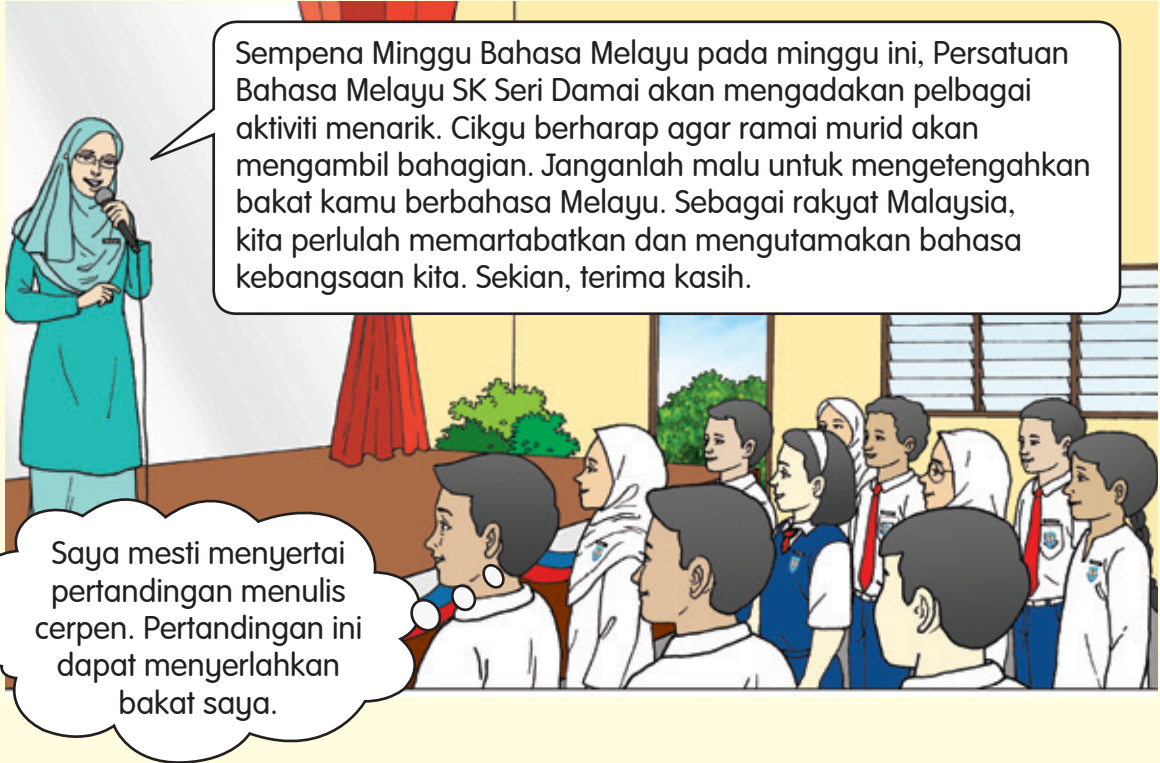 Sempena Minggu Bahasa Melayu pada minggu ini, Persatuan
Bahasa Melayu SK Seri Damai akan mengadakan pelbagai
aktiviti menarik. Cikgu berharap agar ramai murid akan
mengambil bahagian. Janganlah malu untuk mengetengahkan
bakat kamu berbahasa Melayu. Sebagai rakyat Malaysia,
kita perlulah memartabatkan dan mengutamakan bahasa
kebangsaan kita. Sekian, terima kasih.
Saya mesti menyertai
pertandingan menulis
cerpen. Pertandingan ini
dapat menyerlahkan
bakat saya.